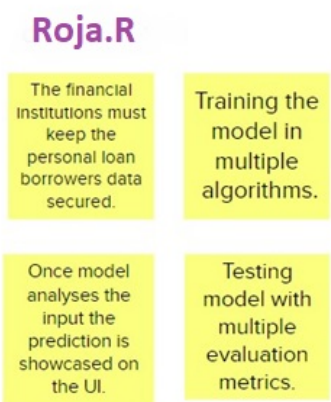 Roja.R
The financial
institutions must
keep the
personal loan
borrowers data
secured.
Training the
model in
multiple
algorithms.
Once model
analyses the
input the
prediction is
showcased on
the UI.
Testing
model with
multiple
evaluation
metrics.